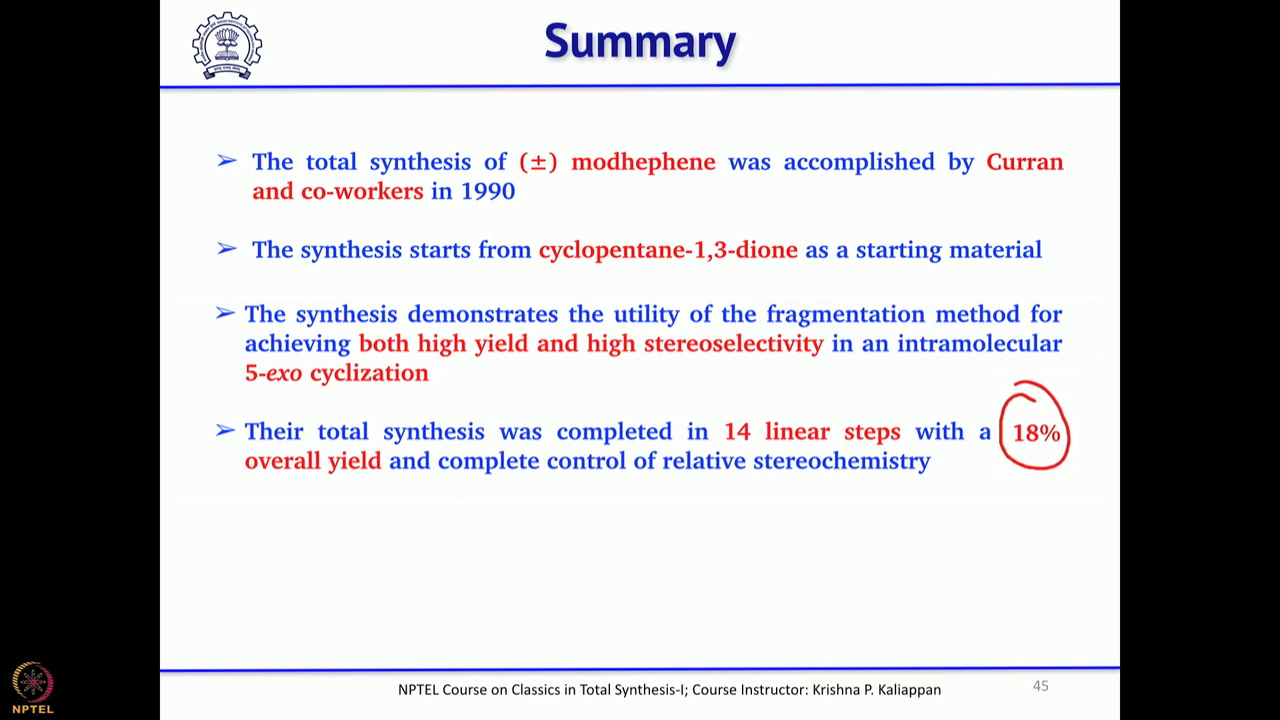 Summary
➢ The total synthesis of (±) modhephene was accomplished by Curran
and co-workers in 1990
➢ The synthesis starts from cyclopentane-1,3-dione as a starting material
➢ The synthesis demonstrates the utility of the fragmentation method for
achieving both high yield and high stereoselectivity in an intramolecular
5-exo cyclization
➢ Their total synthesis was completed in 14 linear steps with a 18%
overall yield and complete control of relative stereochemistry
NPTEL Course on Classics in Total Synthesis-I; Course Instructor: Krishna P. Kaliappan
45
NPTEL